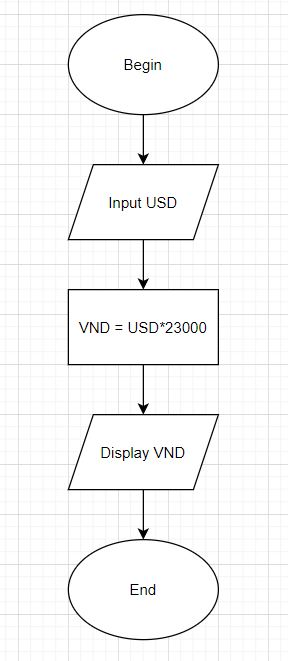 Begin
Input USD
VND = USD*23000
Display VND
End